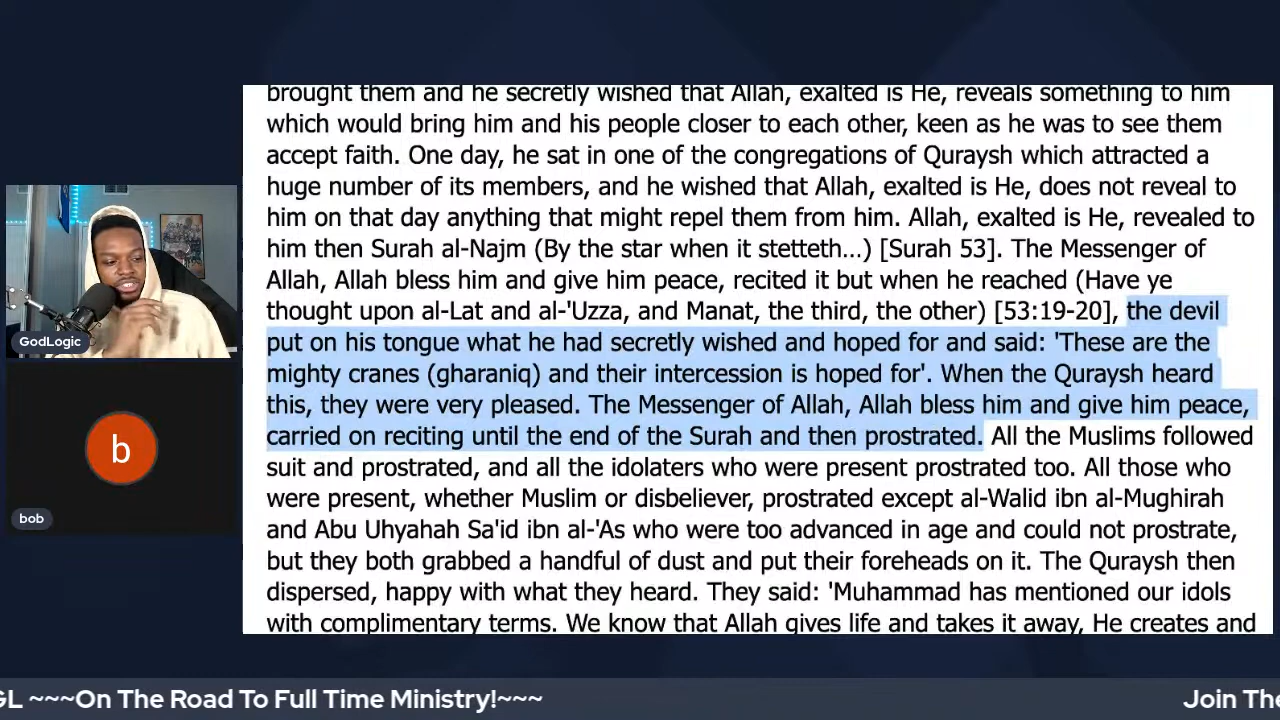 brought them and he secretly wished that Allah, exalted is He, reveals something to him
which would bring him and his people closer to each other, keen as he was to see them
accept faith. One day, he sat in one of the congregations of Quraysh which attracted a
huge number of its members, and he wished that Allah, exalted is He, does not reveal to
him on that day anything that might repel them from him. Allah, exalted is He, revealed to
him then Surah al-Najm (By the star when it stetteth...) [Surah 53]. The Messenger of
Allah, Allah bless him and give him peace, recited it but when he reached (Have ye
thought upon al-Lat and al-'Uzza, and Manat, the third, the other) [53:19-20], the devil
put on his tongue what he had secretly wished and hoped for and said: 'These are the
mighty cranes (gharaniq) and their intercession is hoped for'. When the Quraysh heard
this, they were very pleased. The Messenger of Allah, Allah bless him and give him peace,
carried on reciting until the end of the Surah and then prostrated. All the Muslims followed
suit and prostrated, and all the idolaters who were present prostrated too. All those who
were present, whether Muslim or disbeliever, prostrated except al-Walid ibn al-Mughirah
and Abu Uhyahah Sa'id ibn al-'As who were too advanced in age and could not prostrate,
but they both grabbed a handful of dust and put their foreheads on it. The Quraysh then
dispersed, happy with what they heard. They said: 'Muhammad has mentioned our idols
with complimentary terms. We know that Allah gives life and takes it away, He creates and
GodLogic
b
bob
GL ~~~On The Road To Full Time Ministry!~~~
Join The